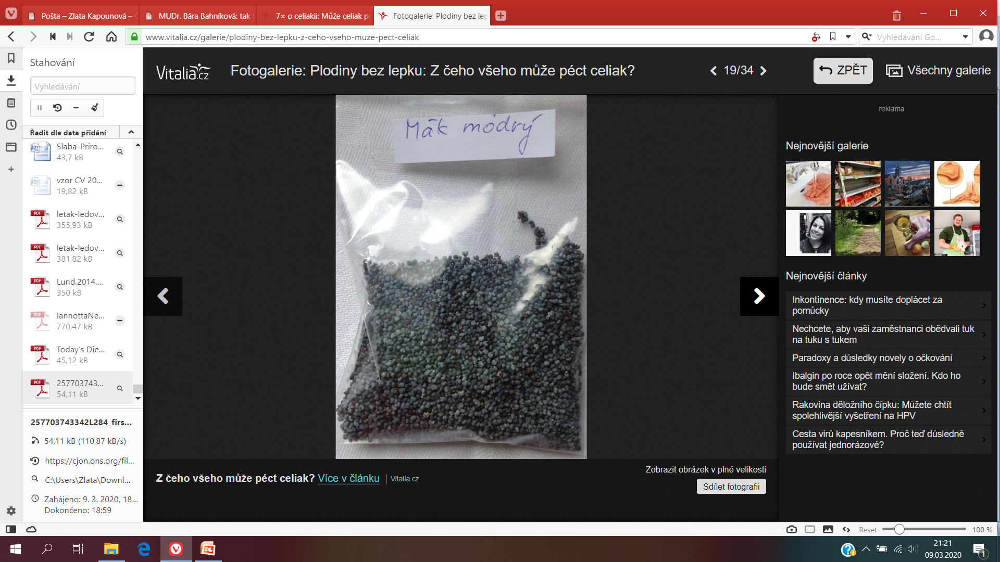 Pošta – Zlata Kapounová –
MUDr. Bára Bahníková: tak
7× o celiakii: Může celiak p
Fotogalerie: Plodiny bez lep
www.vitalia.cz/galerie/plodiny-bez-lepku-z-ceho-vseho-muze-pect-celiak
Vyhledávání Go...
Stahování
Vyhledávání
Řadit dle data přidání
Slaba-Priro...
43,7 kB
vzor CV 20...
19,82 kB
letak-ledov...
355,93 kB
letak-ledov...
381,82 kB
Lund.2014....
350 kB
IannottaNe...
770,47 kB
Today's Die...
45,12 kB
257703743...
54,11 kB
257703743342L284_firs...
54,11 kB (110,87 kB/s)
https://cjon.ons.org/fil...
C:\Users\Zlata\Downl...
Zahájeno: 9. 3. 2020, 18...
Dokončeno: 18:59
Vitalia.cz
Fotogalerie: Plodiny bez lepku: Z čeho všeho může péct celiak?
19/34
ZPĚT
Všechny galerie
Mák modrý
Z čeho všeho může péct celiak? Více v článku | Vitalia.cz
Zobrazit obrázek v plné velikosti
Sdílet fotografii
reklama
Nejnovější galerie
Nejnovější články
Inkontinence: kdy musíte doplácet za
pomůcky
Nechcete, aby vaši zaměstnanci obědvali tuk
na tuku s tukem
Paradoxy a důsledky novely o očkování
Ibalgin po roce opět mění složení. Kdo ho
bude smět užívat?
Rakovina děložního čípku: Můžete chtít
spolehlivější vyšetření na HPV
Cesta virů kapesníkem. Proč teď důsledně
používat jednorázové?
Reset
100 %
21:21
09.03.2020
1